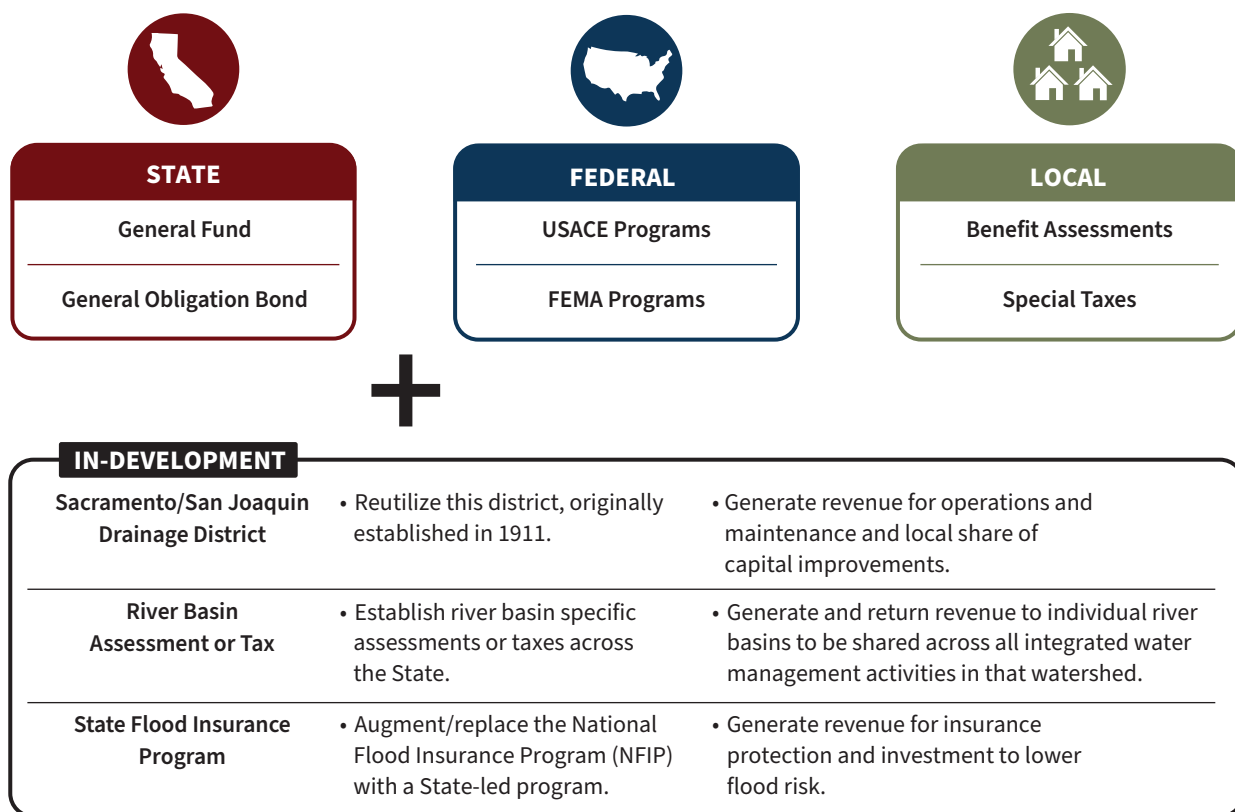 STATE
General Fund
General Obligation Bond
FEDERAL
USACE Programs
FEMA Programs
LOCAL
Benefit Assessments
Special Taxes
IN-DEVELOPMENT
Sacramento/San Joaquin
Drainage District
• Reutilize this district, originally
established in 1911.
• Generate revenue for operations and
maintenance and local share of
capital improvements.
River Basin
Assessment or Tax
• Establish river basin specific
assessments or taxes across
the State.
• Generate and return revenue to individual river
basins to be shared across all integrated water
management activities in that watershed.
State Flood Insurance
Program
• Augment/replace the National
Flood Insurance Program (NFIP)
with a State-led program.
• Generate revenue for insurance
protection and investment to lower
flood risk.